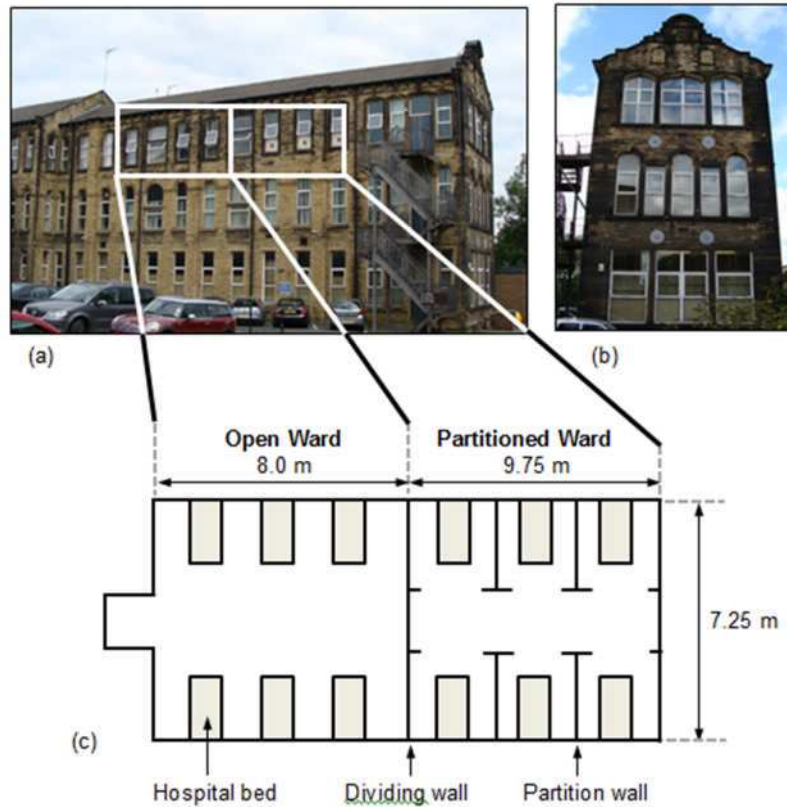 (a)
(b)
Open Ward
8.0 m
Partitioned Ward
9.75 m
7.25 m
(c)
Hospital bed
Dividing wall
Partition wall